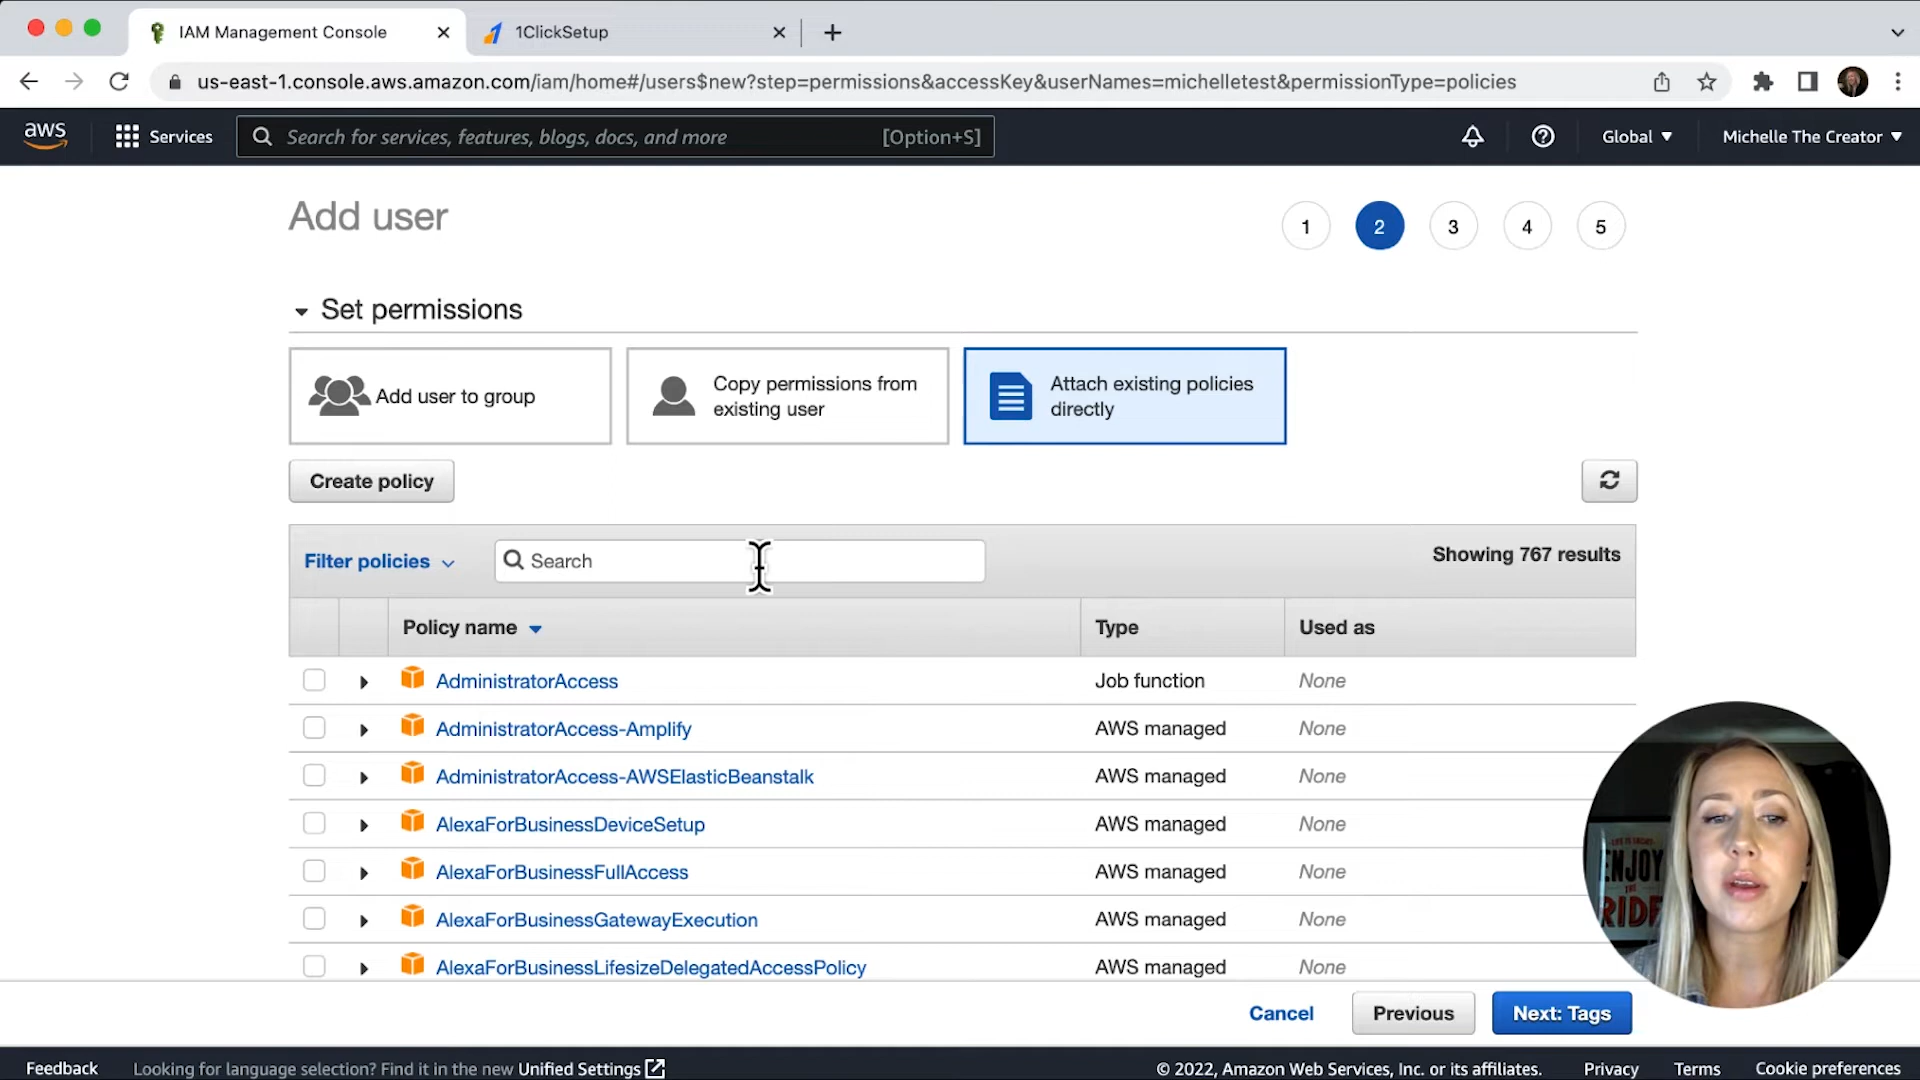 IAM Management Console
1ClickSetup
us-east-1.console.aws.amazon.com/iam/home#/users$new?step=permissions&accessKey&userNames=michelletest&permissionType=policies
aws
Services
Search for services, features, blogs, docs, and more
[Option+S]
Global
Michelle The Creator
Add user
1
2
3
4
5
Set permissions
Add user to group
Copy permissions from
existing user
Attach existing policies
directly
Create policy
Filter policies
Search
Showing 767 results
Policy name
Type
Used as
AdministratorAccess
Job function
None
AdministratorAccess-Amplify
AWS managed
None
AdministratorAccess-AWSElasticBeanstalk
AWS managed
None
AlexaForBusinessDeviceSetup
AWS managed
None
AlexaForBusinessFullAccess
AWS managed
None
AlexaForBusinessGatewayExecution
AWS managed
None
AlexaForBusinessLifesizeDelegatedAccessPolicy
AWS managed
None
ENJOY
THE
RIDE
Cancel
Previous
Next: Tags
Feedback
Looking for language selection? Find it in the new Unified Settings
© 2022, Amazon Web Services, Inc. or its affiliates.
Privacy
Terms
Cookie preferences